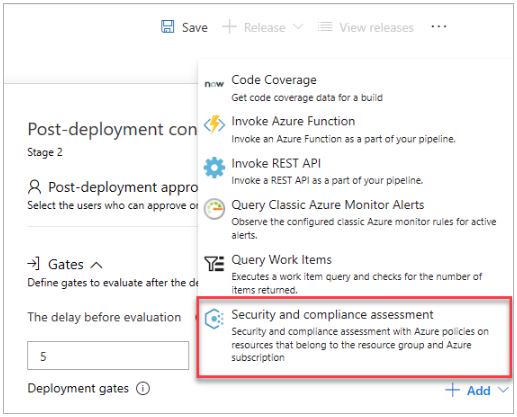 Save
Release
View releases
...
now
Code Coverage
Get code coverage data for a build
Invoke Azure Function
Invoke an Azure Function as a part of your pipeline.
Invoke REST API
Invoke a REST API as a part of your pipeline.
Query Classic Azure Monitor Alerts
Observe the configured classic Azure monitor rules for active
alerts.
Query Work Items
Executes a work item query and checks for the number of
items returned.
Security and compliance assessment
Security and compliance assessment with Azure policies on
resources that belong to the resource group and Azure
subscription
Post-deployment con
Stage 2
Post-deployment appro
Select the users who can approve or
Gates
Define gates to evaluate after the de
The delay before evaluation
5
Deployment gates
Add